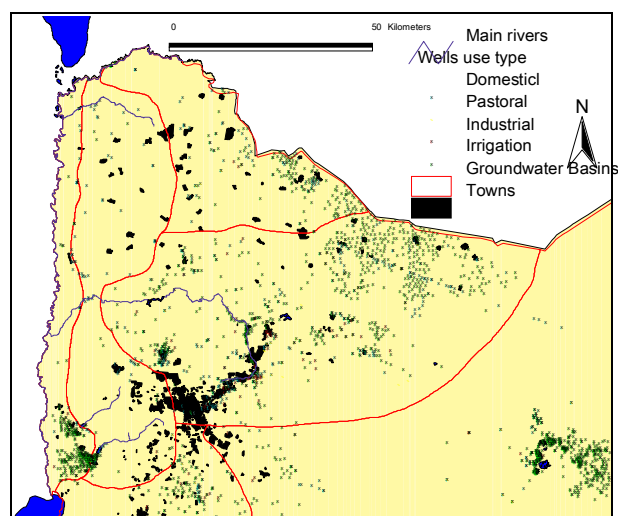 0 50 Kilometers
Main rivers
Wells use type
Domesticl
Pastoral
Industrial
Irrigation
Groundwater Basins
Towns
N